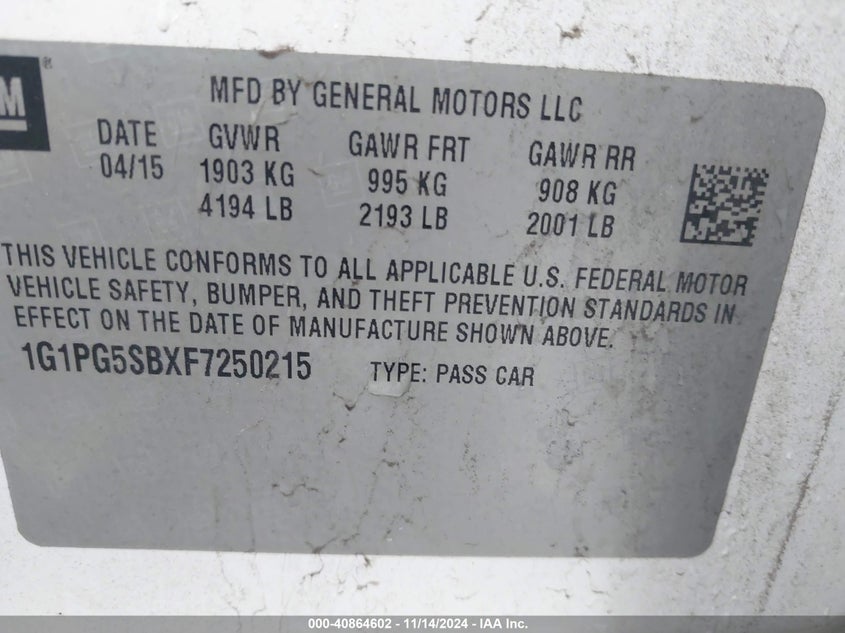 M®
MFD BY GENERAL MOTORS LLC
DATE GVWR GAWR FRT GAWR RR
04/15 1903 KG 995 KG 908 KG
4194 LB 2193 LB 2001 LB
THIS VEHICLE CONFORMS TO ALL APPLICABLE U.S. FEDERAL MOTOR
VEHICLE SAFETY, BUMPER, AND THEFT PREVENTION STANDARDS IN
EFFECT ON THE DATE OF MANUFACTURE SHOWN ABOVE.
1G1PG5SBXF7250215 TYPE: PASS CAR
000-40864602 - 11/14/2024 - IAA Inc.